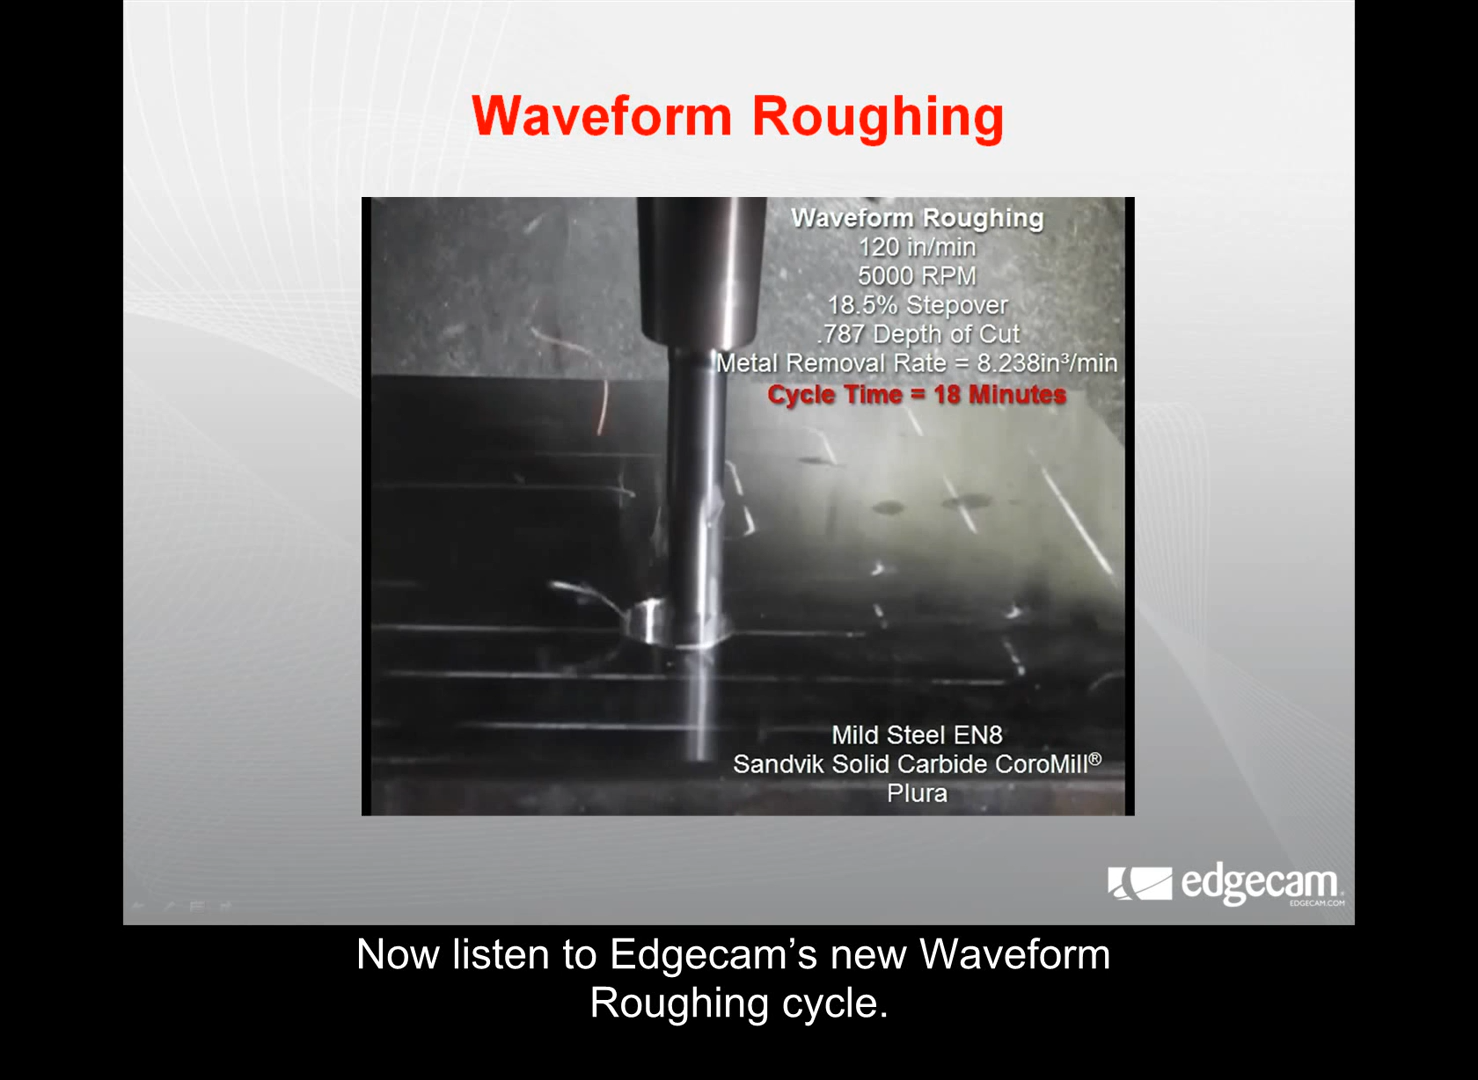 Waveform Roughing
Waveform Roughing
120 in/min
5000 RPM
18.5% Stepover
.787 Depth of Cut
Metal Removal Rate = 8.238in³/min
Cycle Time = 18 Minutes
Mild Steel EN8
Sandvik Solid Carbide CoroMill®
Plura
edgecam
EDGECAM.COM
Now listen to Edgecam’s new Waveform
Roughing cycle.